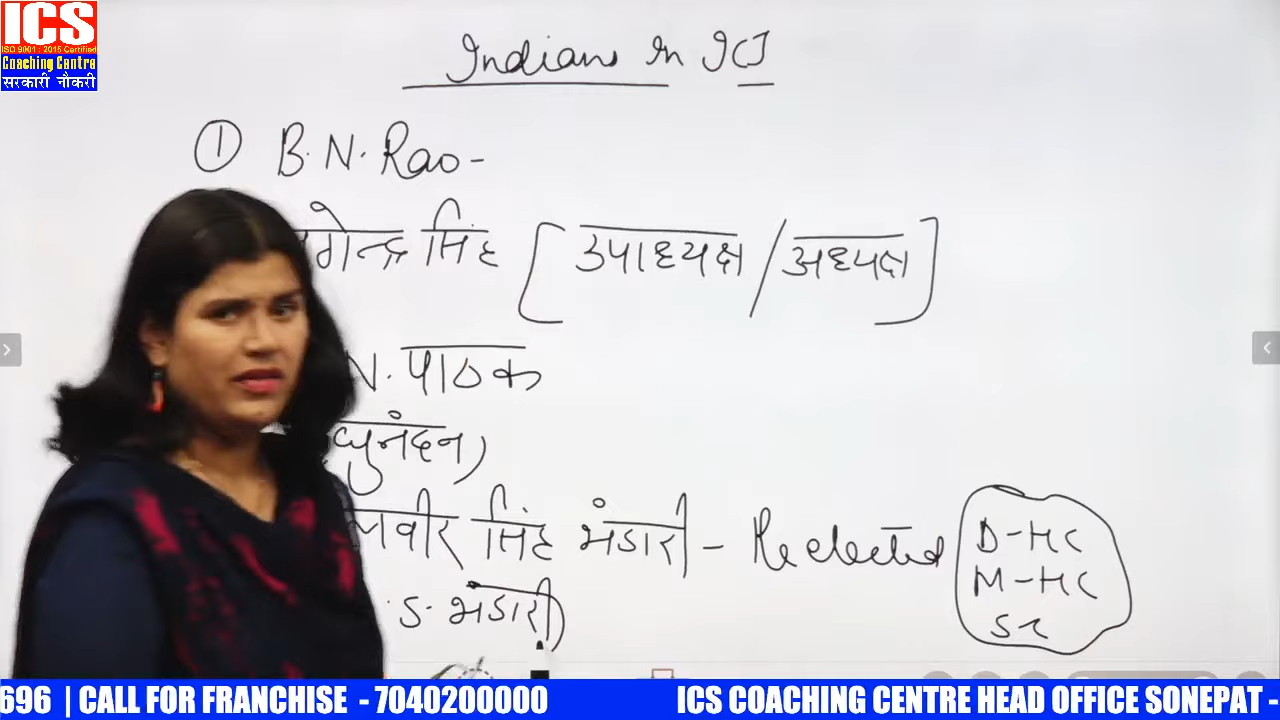 ICS
ISO 9001 : 2015 Certified
Coaching Centre
सरकारी नौकरी
Indians In ICJ
① B. N. Rao -
गेन्द्र सिंह [ उपाध्यक्ष / अध्यक्ष ]
N. पाठक
घुनंदन)
वीर सिंह भंडारी - Reelected
D - HC
M - HC
SC
. S. भंडारी)
696 | CALL FOR FRANCHISE - 7040200000 ICS COACHING CENTRE HEAD OFFICE SONEPAT -